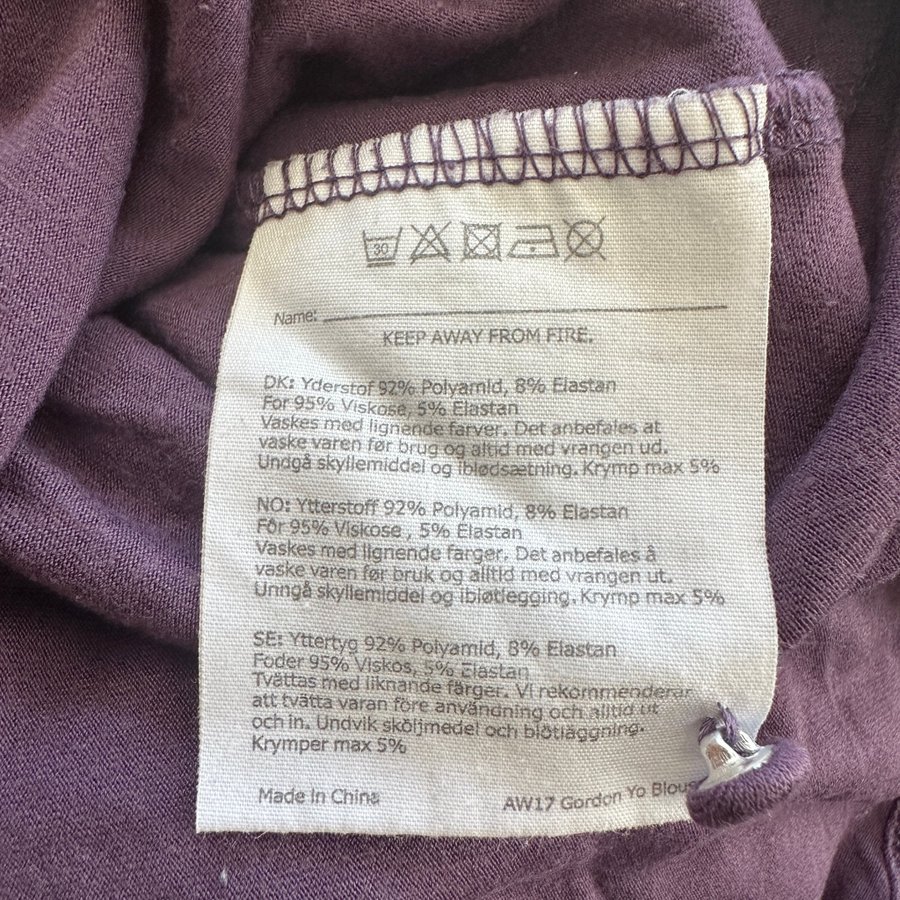 30
Name:
KEEP AWAY FROM FIRE.
DK: Yderstof 92% Polyamid, 8% Elastan
For 95% Viskose, 5% Elastan
Vaskes med lignende farver. Det anbefales at
vaske varen før brug og altid med vrangen ud.
Undgå skyllemiddel og iblødsætning. Krymp max 5%
NO: Ytterstoff 92% Polyamid, 8% Elastan
Fôr 95% Viskose , 5% Elastan
Vaskes med lignende farger. Det anbefales å
vaske varen før bruk og alltid med vrangen ut.
Unngå skyllemiddel og ibløtlegging. Krymp max 5%
SE: Yttertyg 92% Polyamid, 8% Elastan
Foder 95% Viskos, 5% Elastan
Tvättas med liknande färger. Vi rekommenderar
att tvätta varan före användning och alltid ut
och in. Undvik sköljmedel och blötläggning.
Krymper max 5%
Made in China
AW17 Gordon Yo